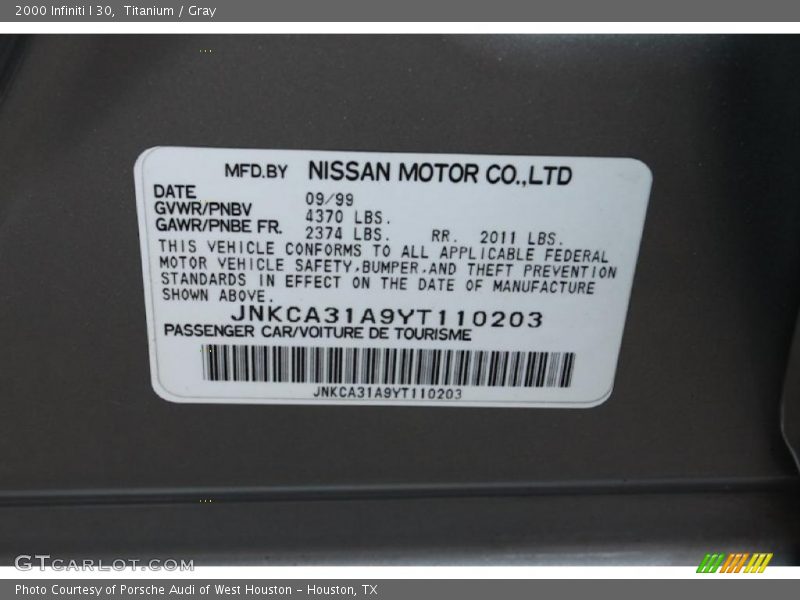 2000 Infiniti I 30,  Titanium / Gray
MFD.BY NISSAN MOTOR CO.,LTD
DATE 09/99
GVWR/PNBV 4370 LBS.
GAWR/PNBE FR. 2374 LBS. RR. 2011 LBS.
THIS VEHICLE CONFORMS TO ALL APPLICABLE FEDERAL
MOTOR VEHICLE SAFETY,BUMPER,AND THEFT PREVENTION
STANDARDS IN EFFECT ON THE DATE OF MANUFACTURE
SHOWN ABOVE.
JNKCA31A9YT110203
PASSENGER CAR/VOITURE DE TOURISME
JNKCA31A9YT110203
GTCARLOT.COM
Photo Courtesy of Porsche Audi of West Houston – Houston, TX